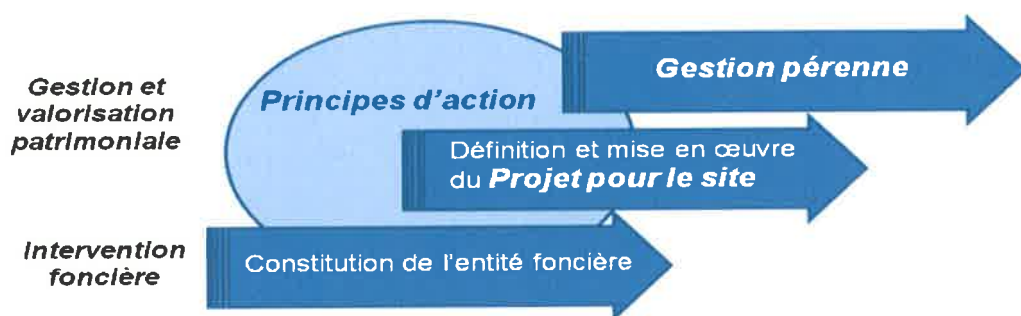 Gestion et
valorisation
patrimoniale
Principes d'action
Gestion pérenne
Définition et mise en œuvre
du Projet pour le site
Intervention
foncière
Constitution de l'entité foncière